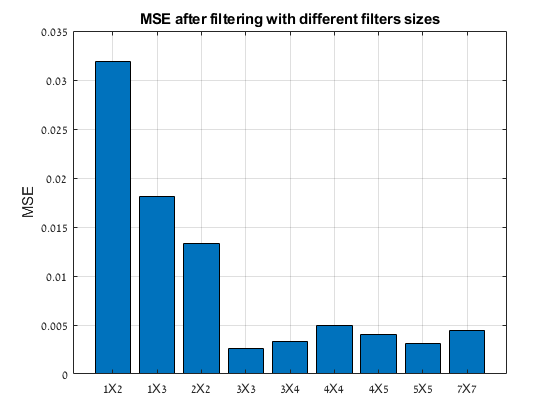 MSE after filtering with different filters sizes
0.035
0.03
0.025
0.02
0.015
0.01
0.005
0
MSE
1X2 1X3 2X2 3X3 3X4 4X4 4X5 5X5 7X7